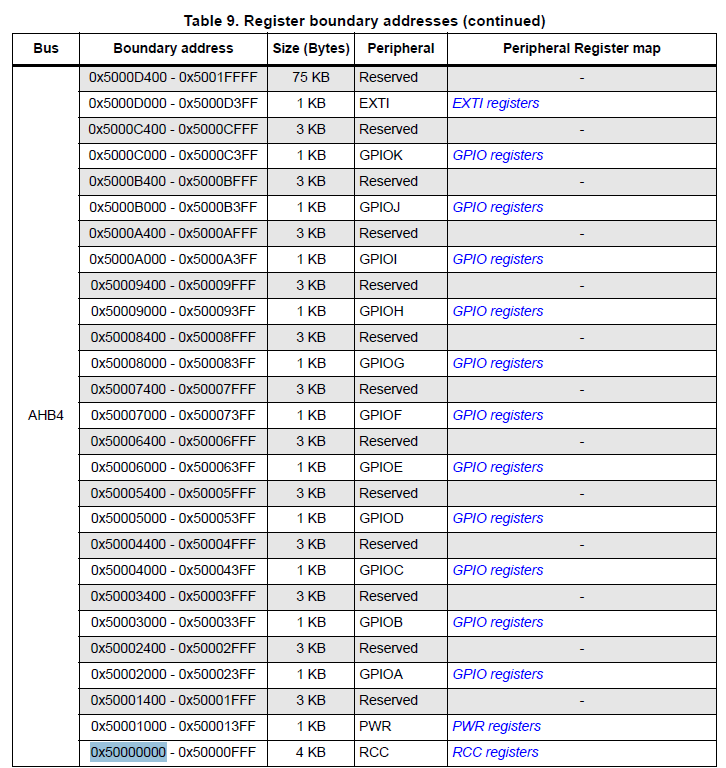 Table 9. Register boundary addresses (continued)
Bus Boundary address Size (Bytes) Peripheral Peripheral Register map
0x5000D400 - 0x5001FFFF 75 KB Reserved -
0x5000D000 - 0x5000D3FF 1 KB EXTI EXTI registers
0x5000C400 - 0x5000CFFF 3 KB Reserved -
0x5000C000 - 0x5000C3FF 1 KB GPIOK GPIO registers
0x5000B400 - 0x5000BFFF 3 KB Reserved -
0x5000B000 - 0x5000B3FF 1 KB GPIOJ GPIO registers
0x5000A400 - 0x5000AFFF 3 KB Reserved -
0x5000A000 - 0x5000A3FF 1 KB GPIOI GPIO registers
0x50009400 - 0x50009FFF 3 KB Reserved -
0x50009000 - 0x500093FF 1 KB GPIOH GPIO registers
0x50008400 - 0x50008FFF 3 KB Reserved -
0x50008000 - 0x500083FF 1 KB GPIOG GPIO registers
0x50007400 - 0x50007FFF 3 KB Reserved -
AHB4 0x50007000 - 0x500073FF 1 KB GPIOF GPIO registers
0x50006400 - 0x50006FFF 3 KB Reserved -
0x50006000 - 0x500063FF 1 KB GPIOE GPIO registers
0x50005400 - 0x50005FFF 3 KB Reserved -
0x50005000 - 0x500053FF 1 KB GPIOD GPIO registers
0x50004400 - 0x50004FFF 3 KB Reserved -
0x50004000 - 0x500043FF 1 KB GPIOC GPIO registers
0x50003400 - 0x50003FFF 3 KB Reserved -
0x50003000 - 0x500033FF 1 KB GPIOB GPIO registers
0x50002400 - 0x50002FFF 3 KB Reserved -
0x50002000 - 0x500023FF 1 KB GPIOA GPIO registers
0x50001400 - 0x50001FFF 3 KB Reserved -
0x50001000 - 0x500013FF 1 KB PWR PWR registers
0x50000000 - 0x50000FFF 4 KB RCC RCC registers